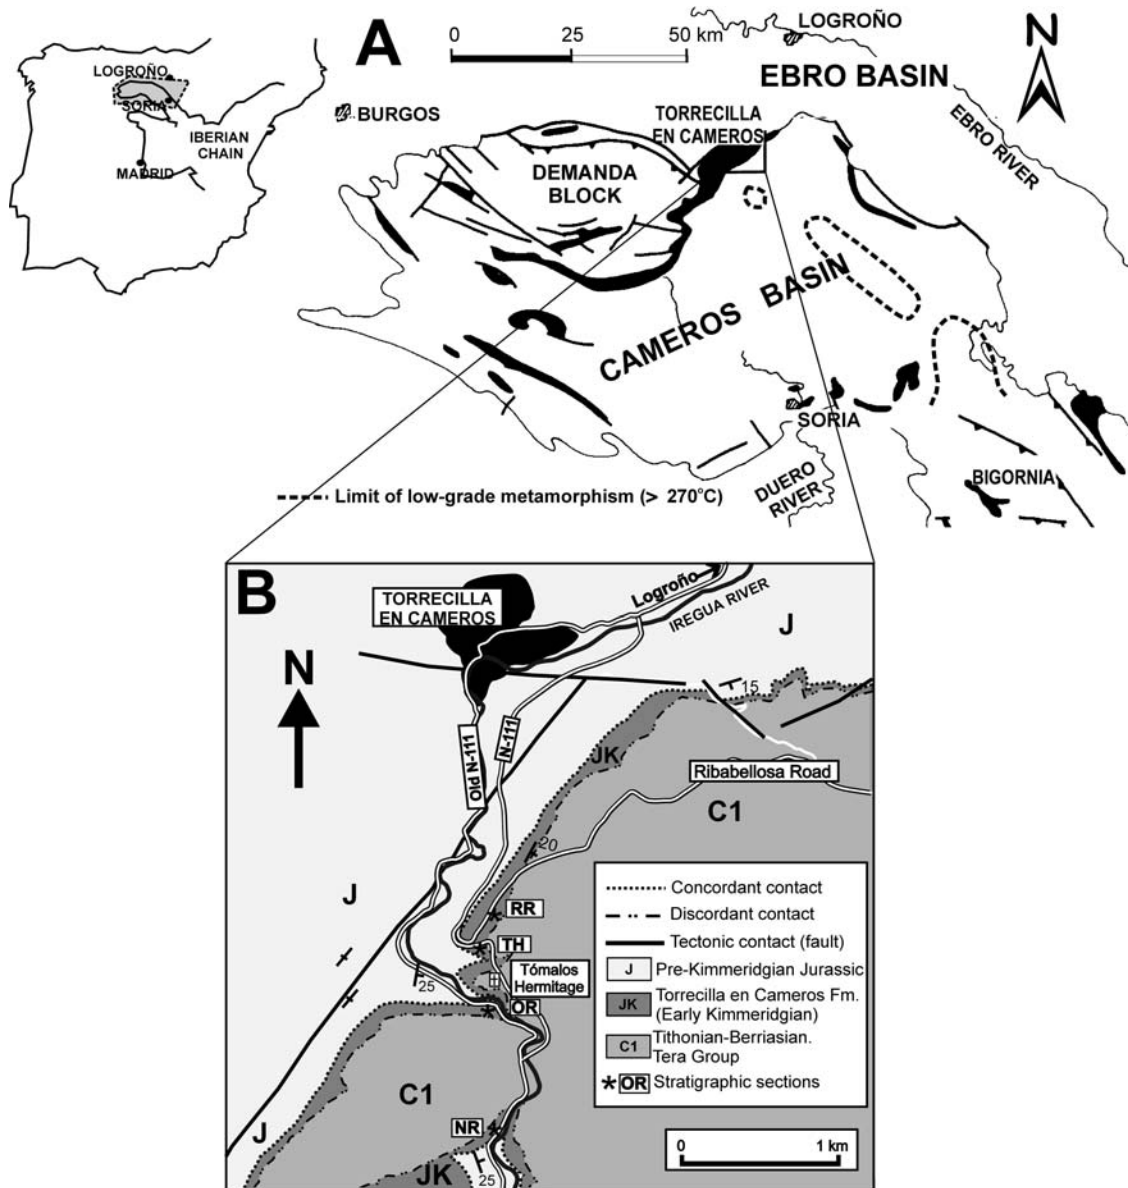 LOGROÑO
SORIA
IBERIAN
CHAIN
MADRID
A
0 25 50 km
LOGROÑO
N
EBRO BASIN
BURGOS
TORRECILLA
EN CAMEROS
EBRO RIVER
DEMANDA
BLOCK
CAMEROS BASIN
SORIA
DUERO
RIVER
BIGORNIA
Limit of low-grade metamorphism (> 270°C)
B
TORRECILLA
EN CAMEROS
Logroño
IREGUA RIVER
J
N
15
Old N-111
N-111
JK
Ribabellosa Road
C1
20
J
RR
TH
Tómalos
Hermitage
25
OR
C1
NR
J
JK
25
Concordant contact
Discordant contact
Tectonic contact (fault)
J Pre-Kimmeridgian Jurassic
JK Torrecilla en Cameros Fm.
(Early Kimmeridgian)
C1 Tithonian-Berriasian.
Tera Group
* OR Stratigraphic sections
0 1 km